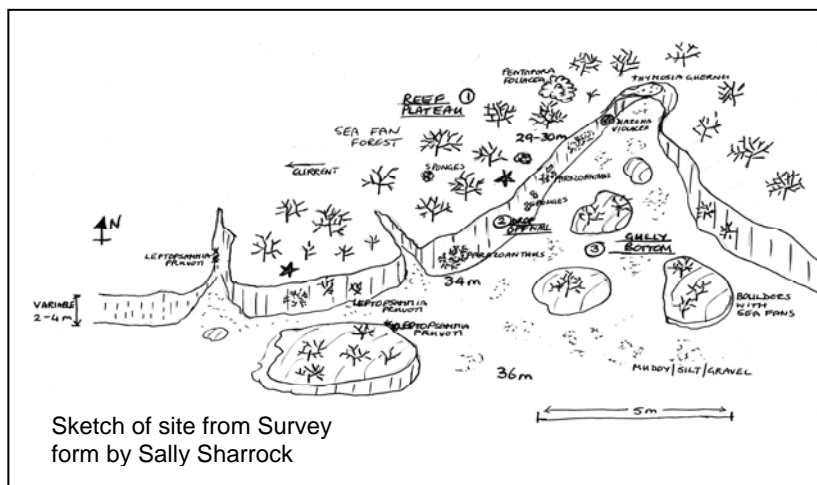 PENTAPORA
FOLIACEA
THYMOSIA GUERNEI
REEF ①
PLATEAU
SEA FAN
FOREST
29-30m
CURRENT
SPONGES
VIOLACEA
N
PARAZOANTHUS
SPONGES
② DROP
OFF WALL
GULLY
③ BOTTOM
PARAZOANTHUS
LEPTOPSAMMIA
PRUVOTI
34m
VARIABLE
2-4m
LEPTOPSAMMIA
PRUVOTI
BOULDERS
WITH
SEA FANS
LEPTOPSAMMIA
PRUVOTI
MUDDY/SILT/GRAVEL
36m
5m
Sketch of site from Survey
form by Sally Sharrock